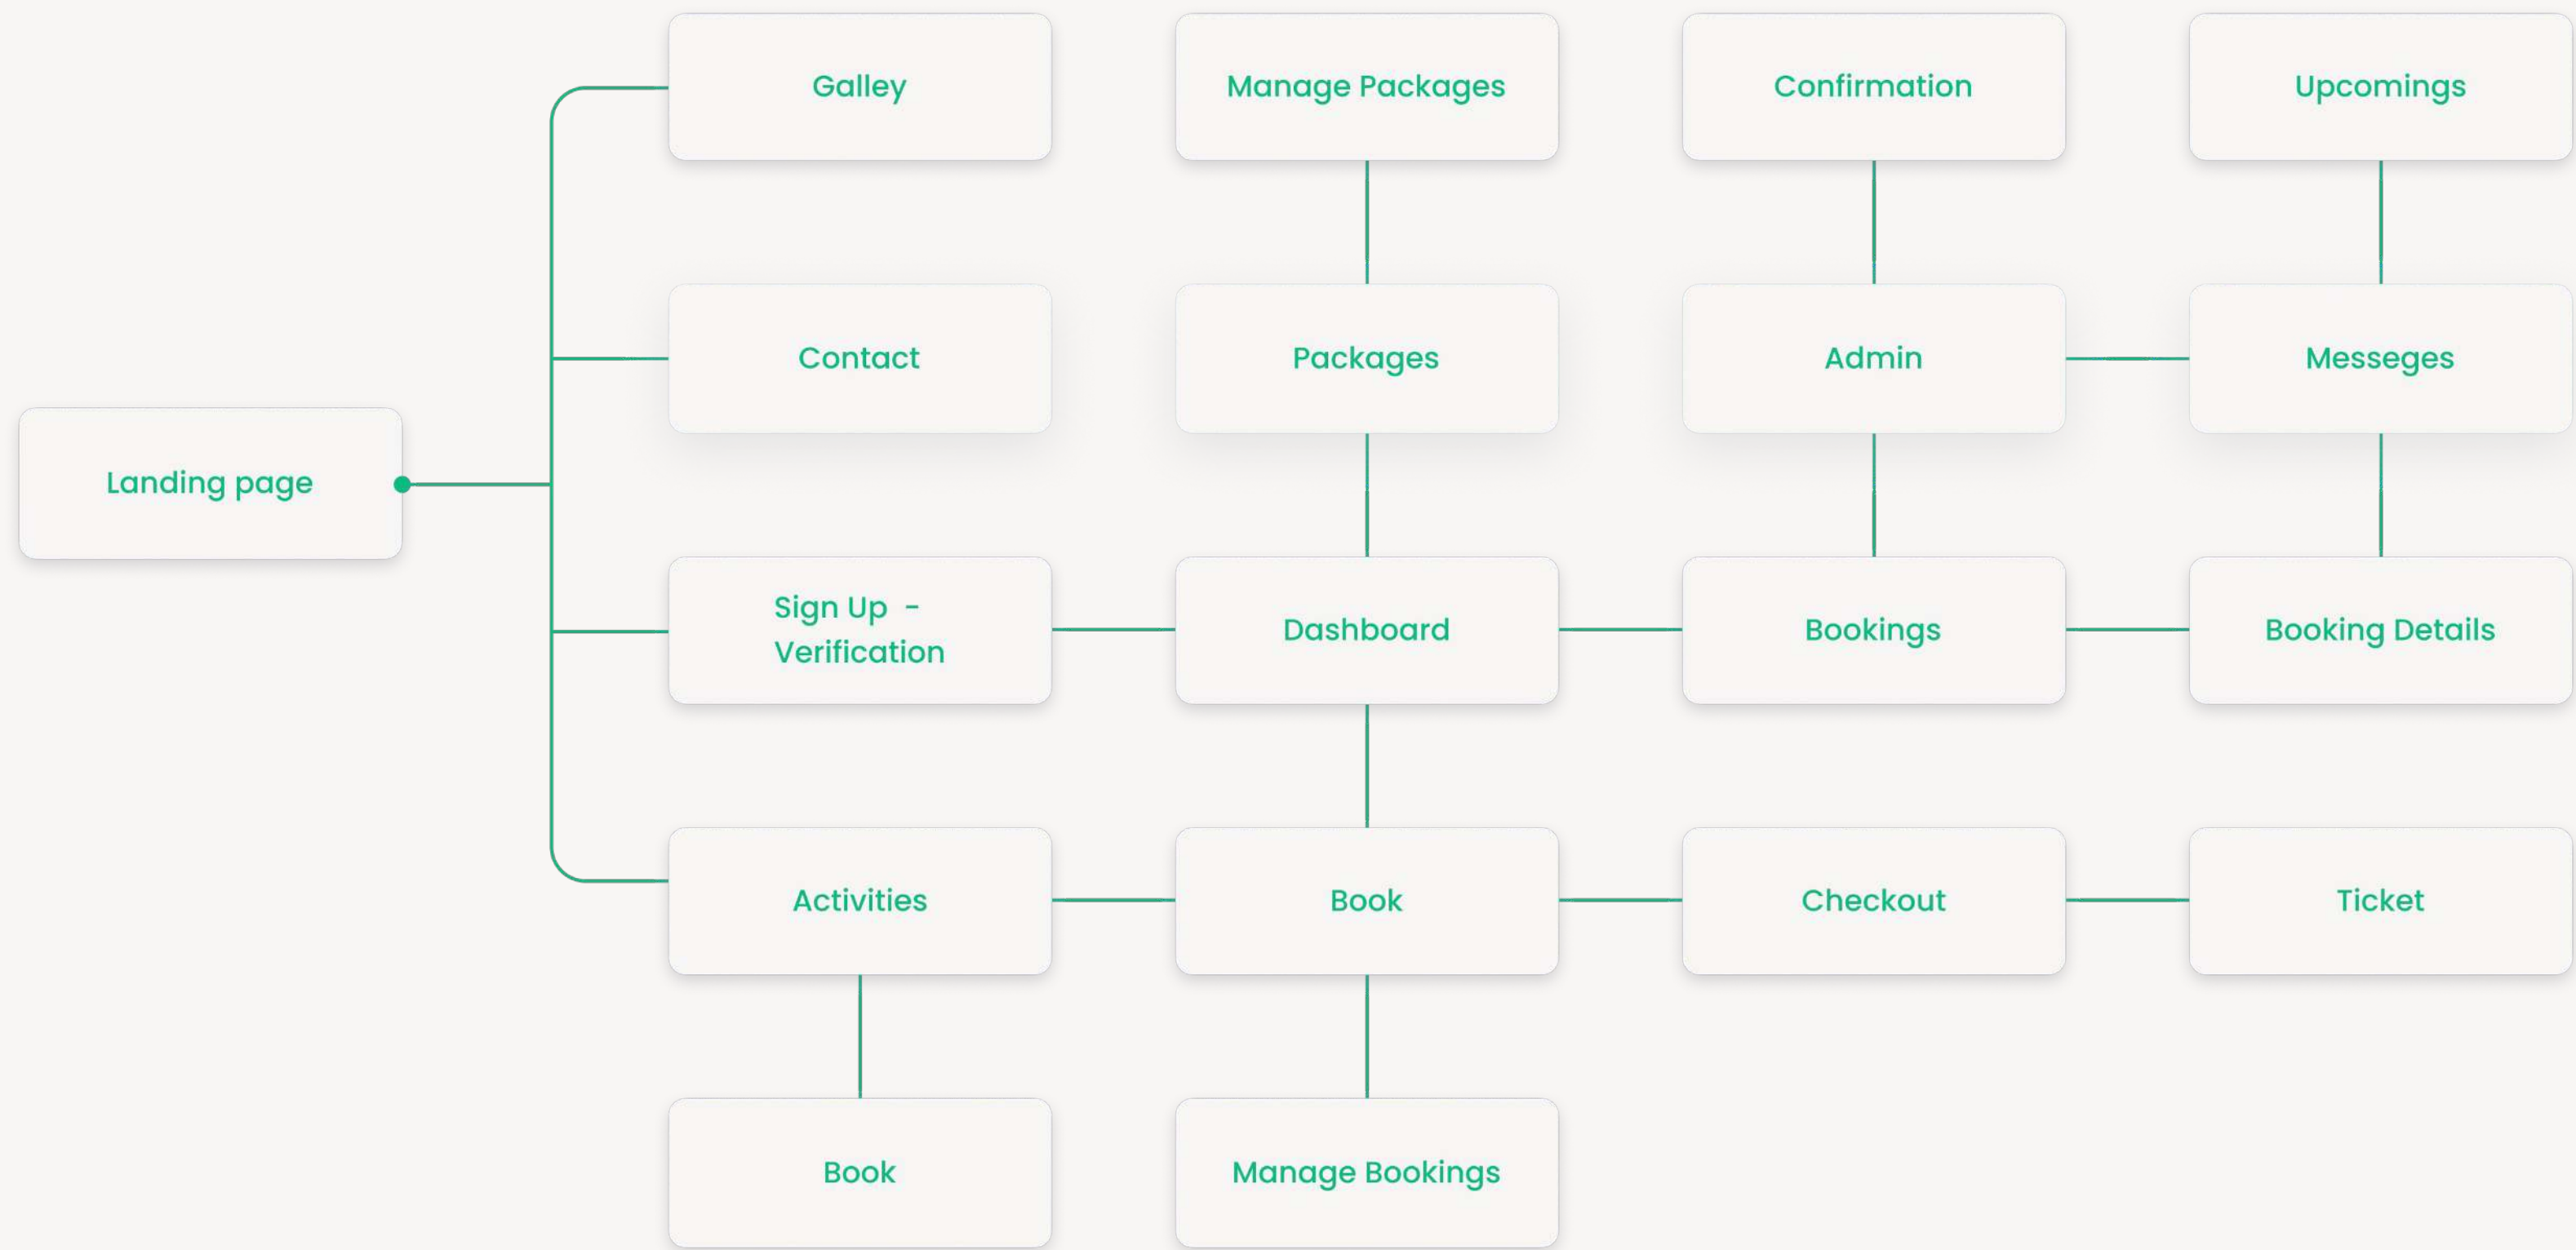 Galley
Manage Packages
Confirmation
Upcomings
Contact
Packages
Admin
Messeges
Landing page
Sign Up -
Verification
Dashboard
Bookings
Booking Details
Activities
Book
Checkout
Ticket
Book
Manage Bookings